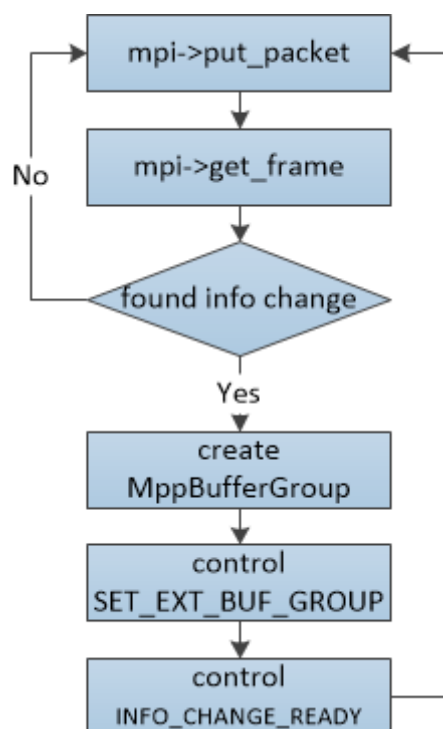 mpi->put_packet
mpi->get_frame
No
found info change
Yes
create
MppBufferGroup
control
SET_EXT_BUF_GROUP
control
INFO_CHANGE_READY